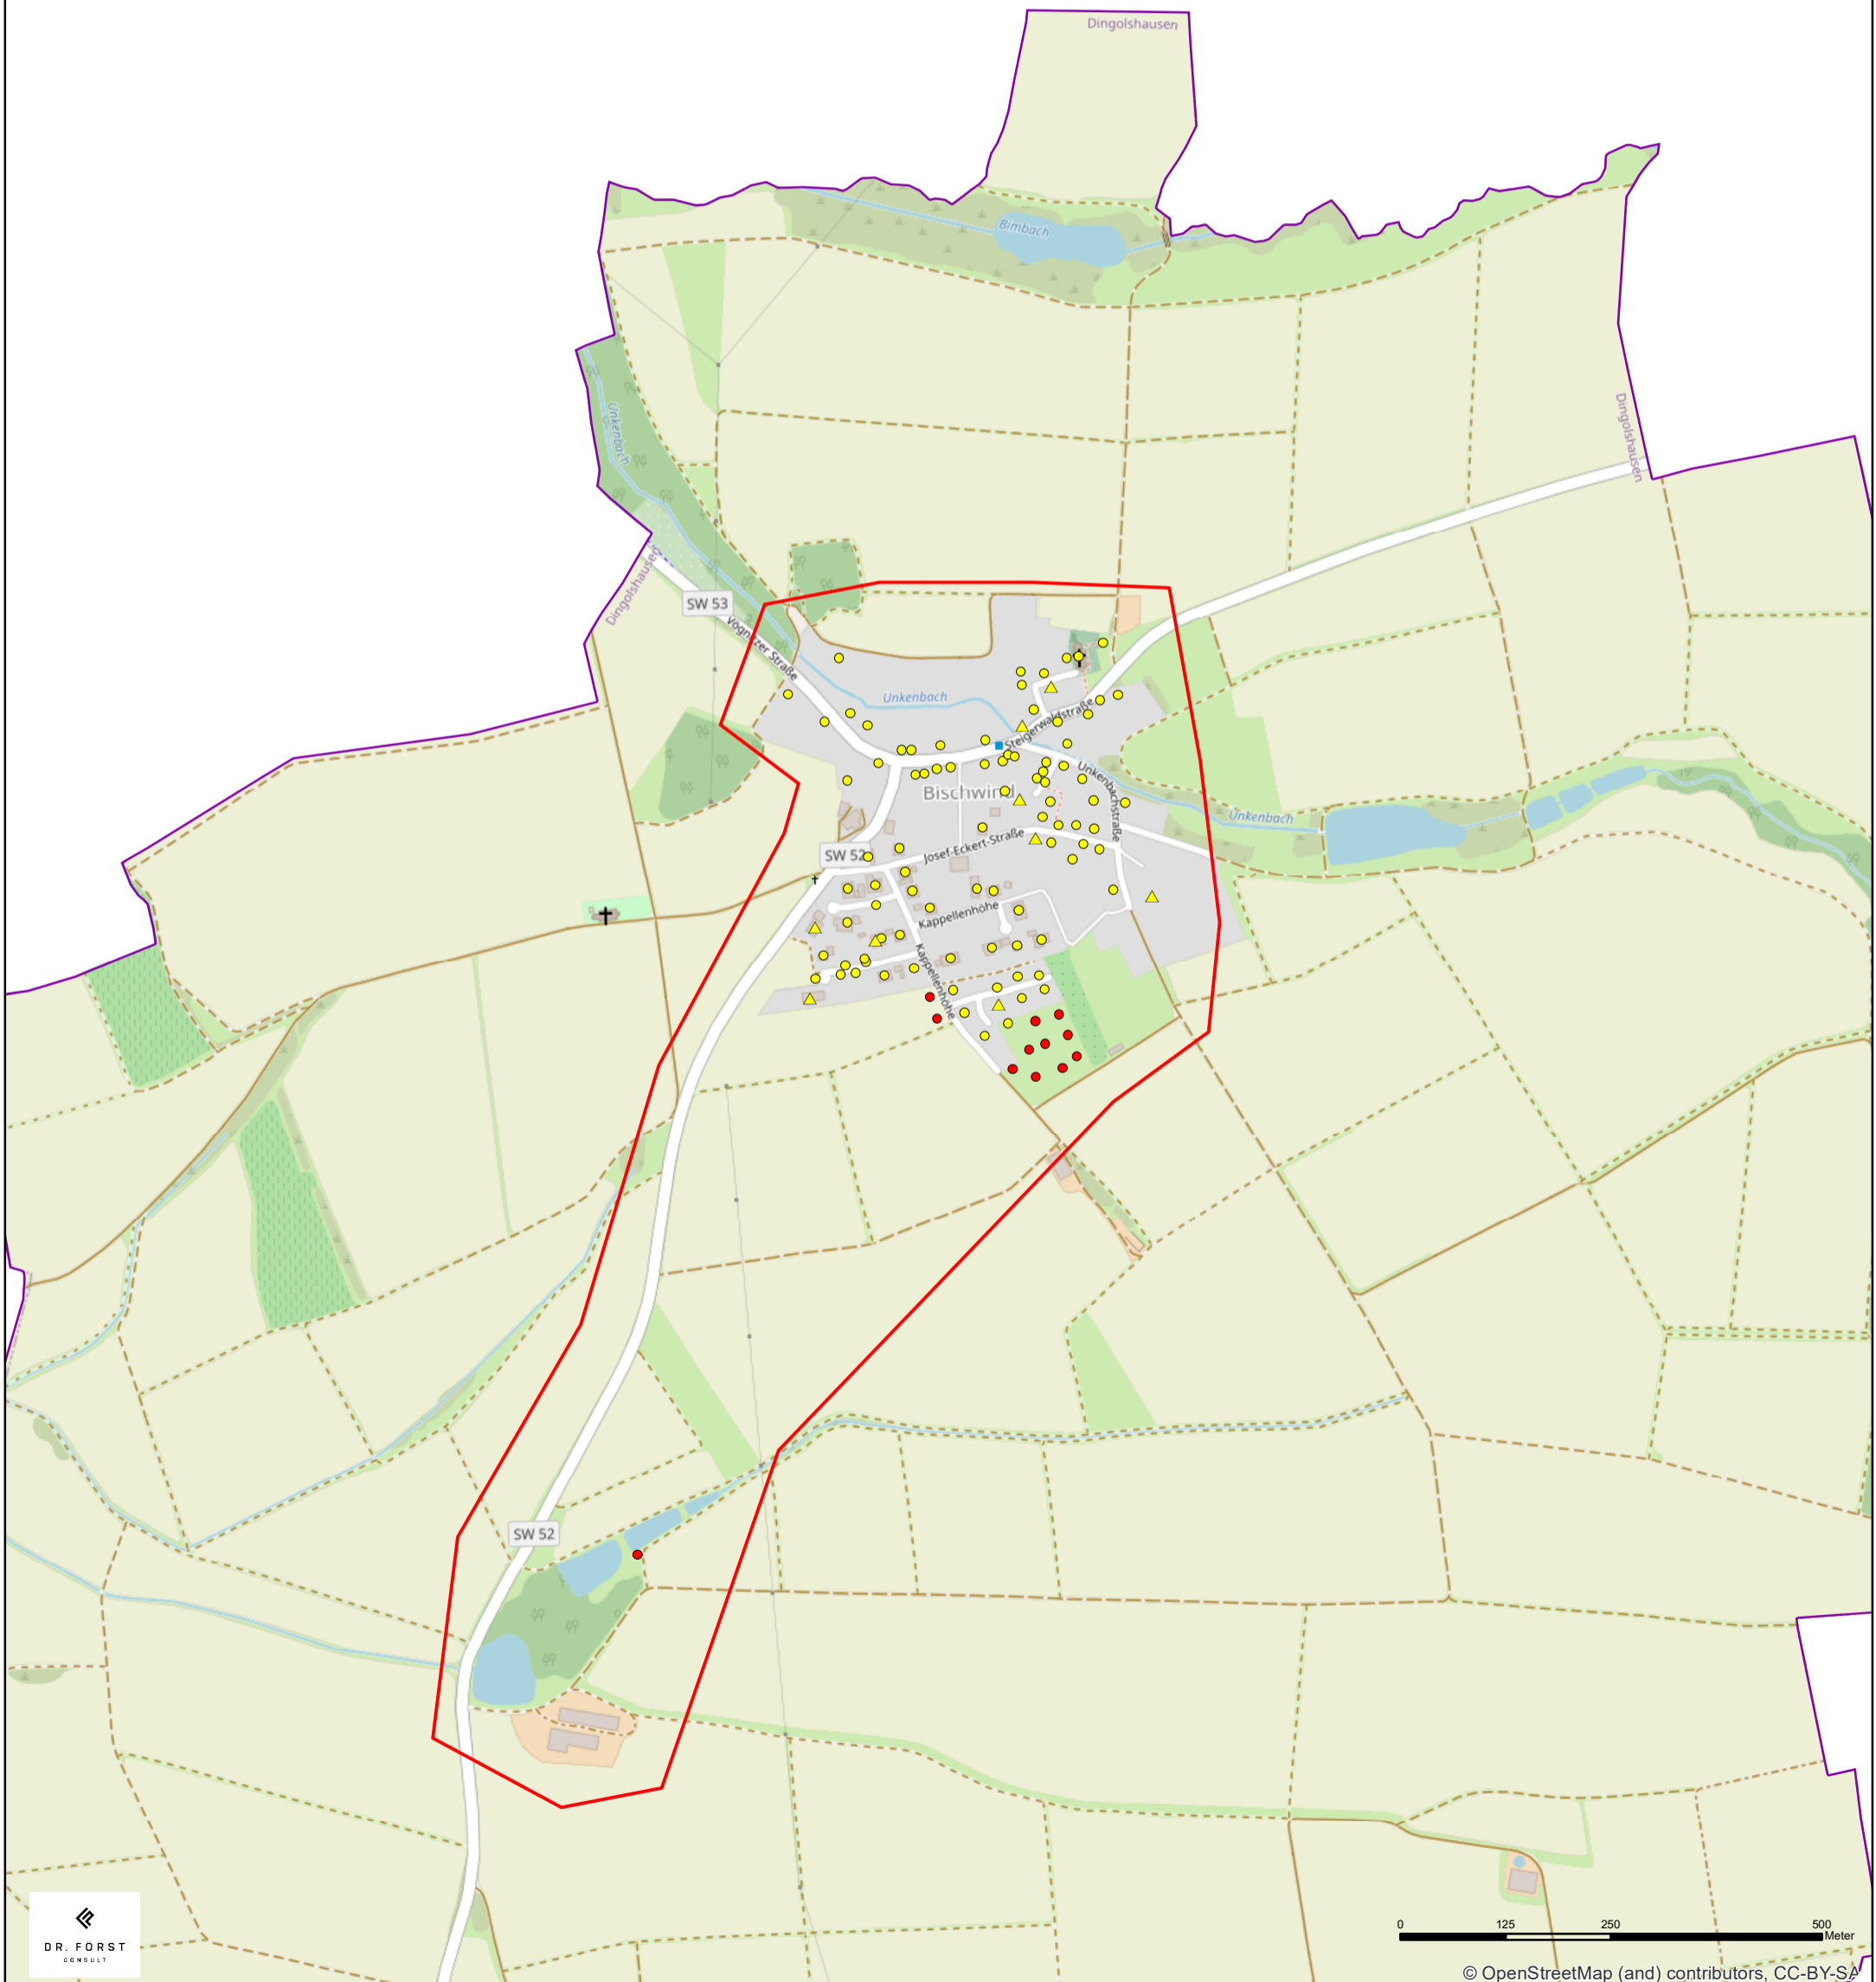 Dingolshausen
Bimbach
Unkenbach
Dingolshausen
Dingolshausen
SW 53
Vögnitzer Straße
Unkenbach
Steigerwaldstraße
Bischwind
Unkenbachstraße
Unkenbach
Josef-Eckert-Straße
SW 52
Kappellenhöhe
Kappellenhöhe
SW 52
DR. FÖRST
CONSULT
0 125 250 500
Meter
© OpenStreetMap (and) contributors, CC-BY-SA